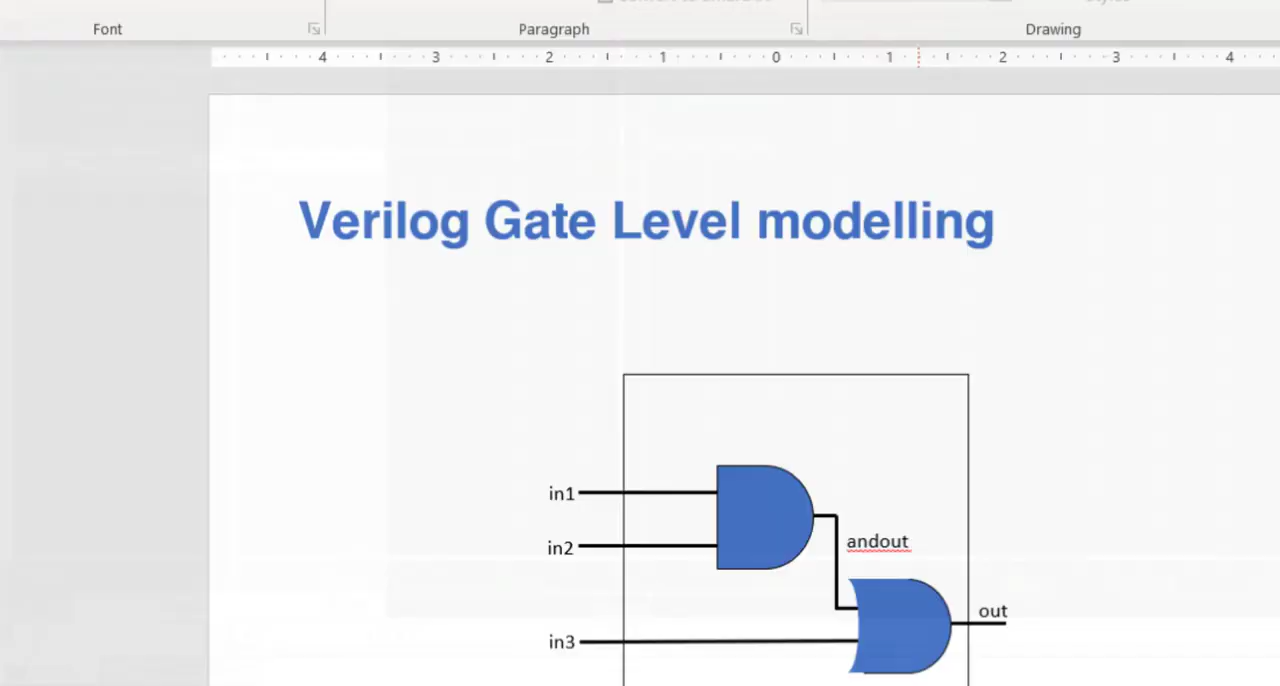 Font Paragraph Drawing
4 3 2 1 0 1 2 3 4
Verilog Gate Level modelling
in1
in2
andout
out
in3